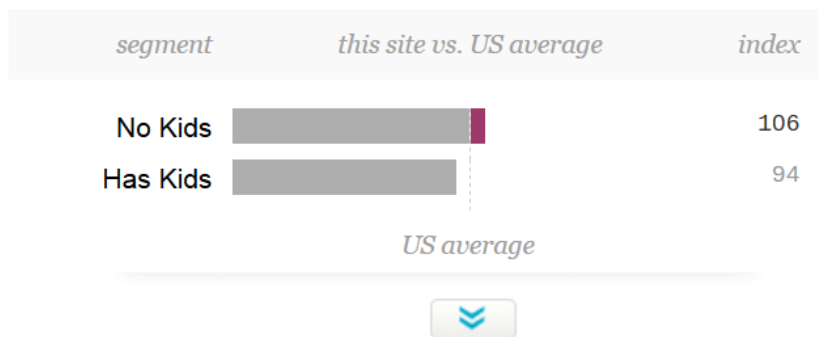 segment this site vs. US average index
No Kids 106
Has Kids 94
US average